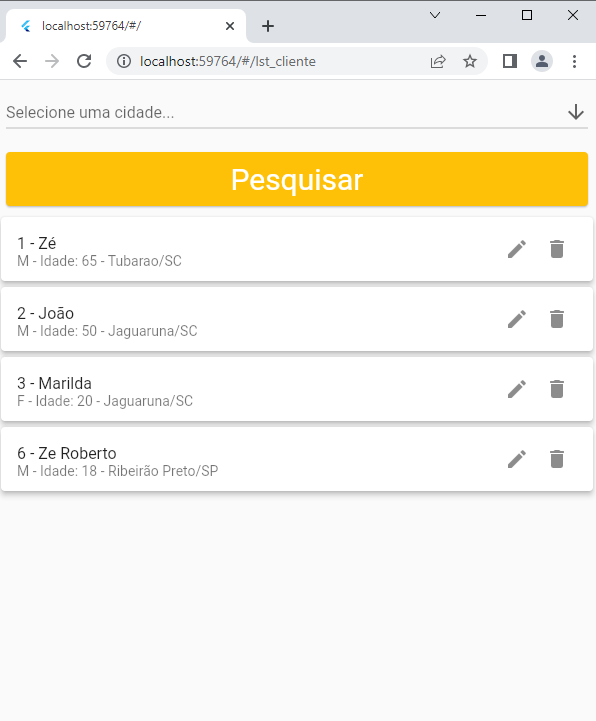 localhost:59764/#/
localhost:59764/#/lst_cliente
Selecione uma cidade...
Pesquisar
1 - Zé
M - Idade: 65 - Tubarao/SC
2 - João
M - Idade: 50 - Jaguaruna/SC
3 - Marilda
F - Idade: 20 - Jaguaruna/SC
6 - Ze Roberto
M - Idade: 18 - Ribeirão Preto/SP